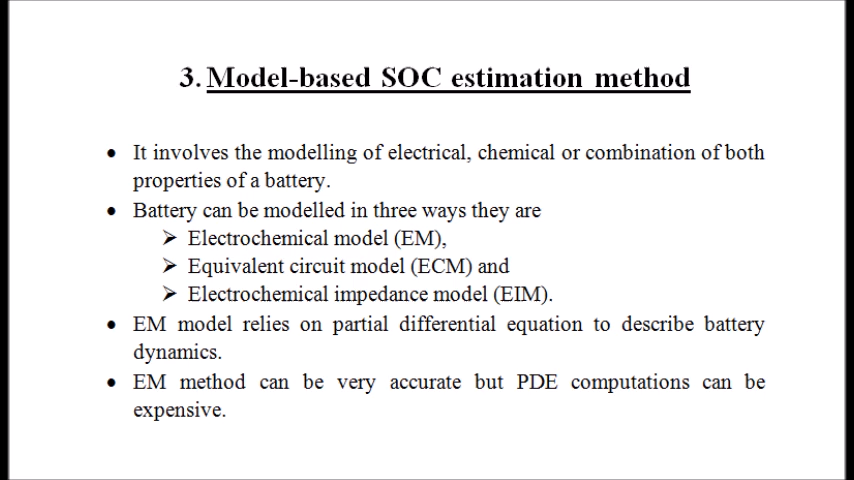 3. Model-based SOC estimation method
• It involves the modelling of electrical, chemical or combination of both
properties of a battery.
• Battery can be modelled in three ways they are
➢ Electrochemical model (EM),
➢ Equivalent circuit model (ECM) and
➢ Electrochemical impedance model (EIM).
• EM model relies on partial differential equation to describe battery
dynamics.
• EM method can be very accurate but PDE computations can be
expensive.